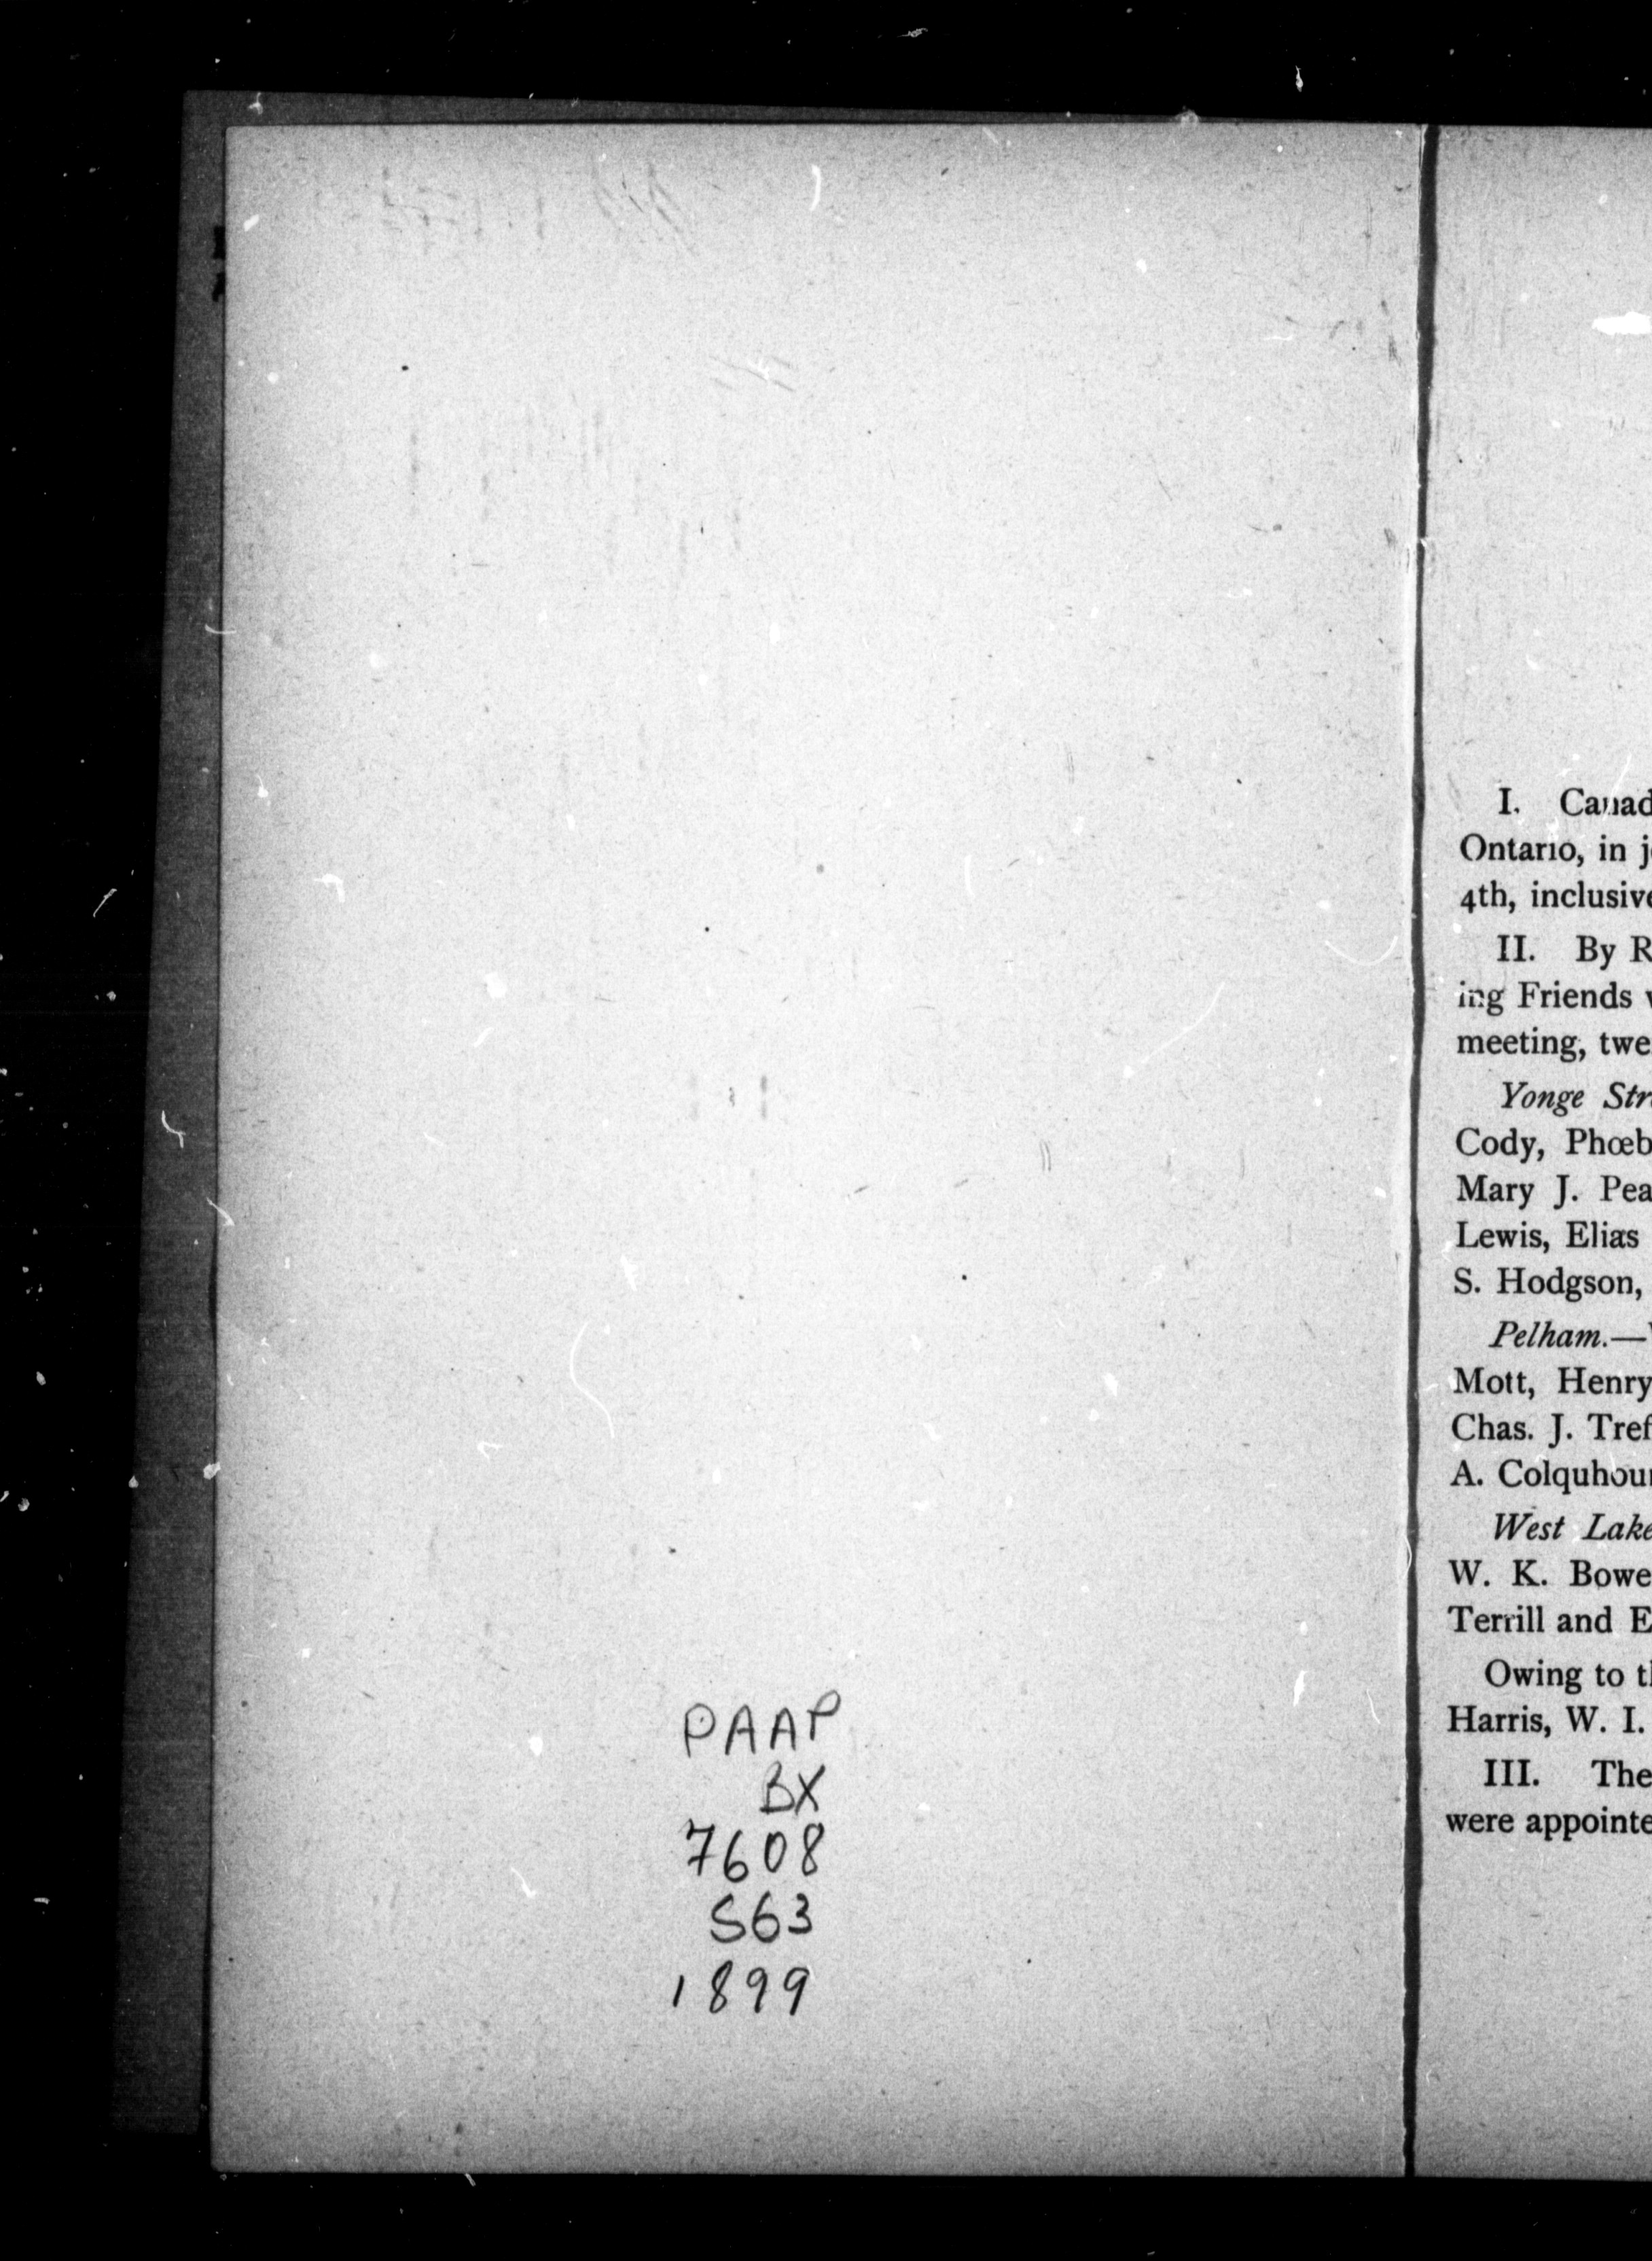 PAAP
BX
7608
S63
1899
I. Canad
Ontario, in j
4th, inclusive
II. By R
ing Friends
meeting, twe
Yonge Str
Cody, Phœb
Mary J. Pea
Lewis, Elias
S. Hodgson,
Pelham.—
Mott, Henry
Chas. J. Tref
A. Colquhoun
West Lake
W. K. Bowe
Terrill and E
Owing to t
Harris, W. I.
III. The
were appointe